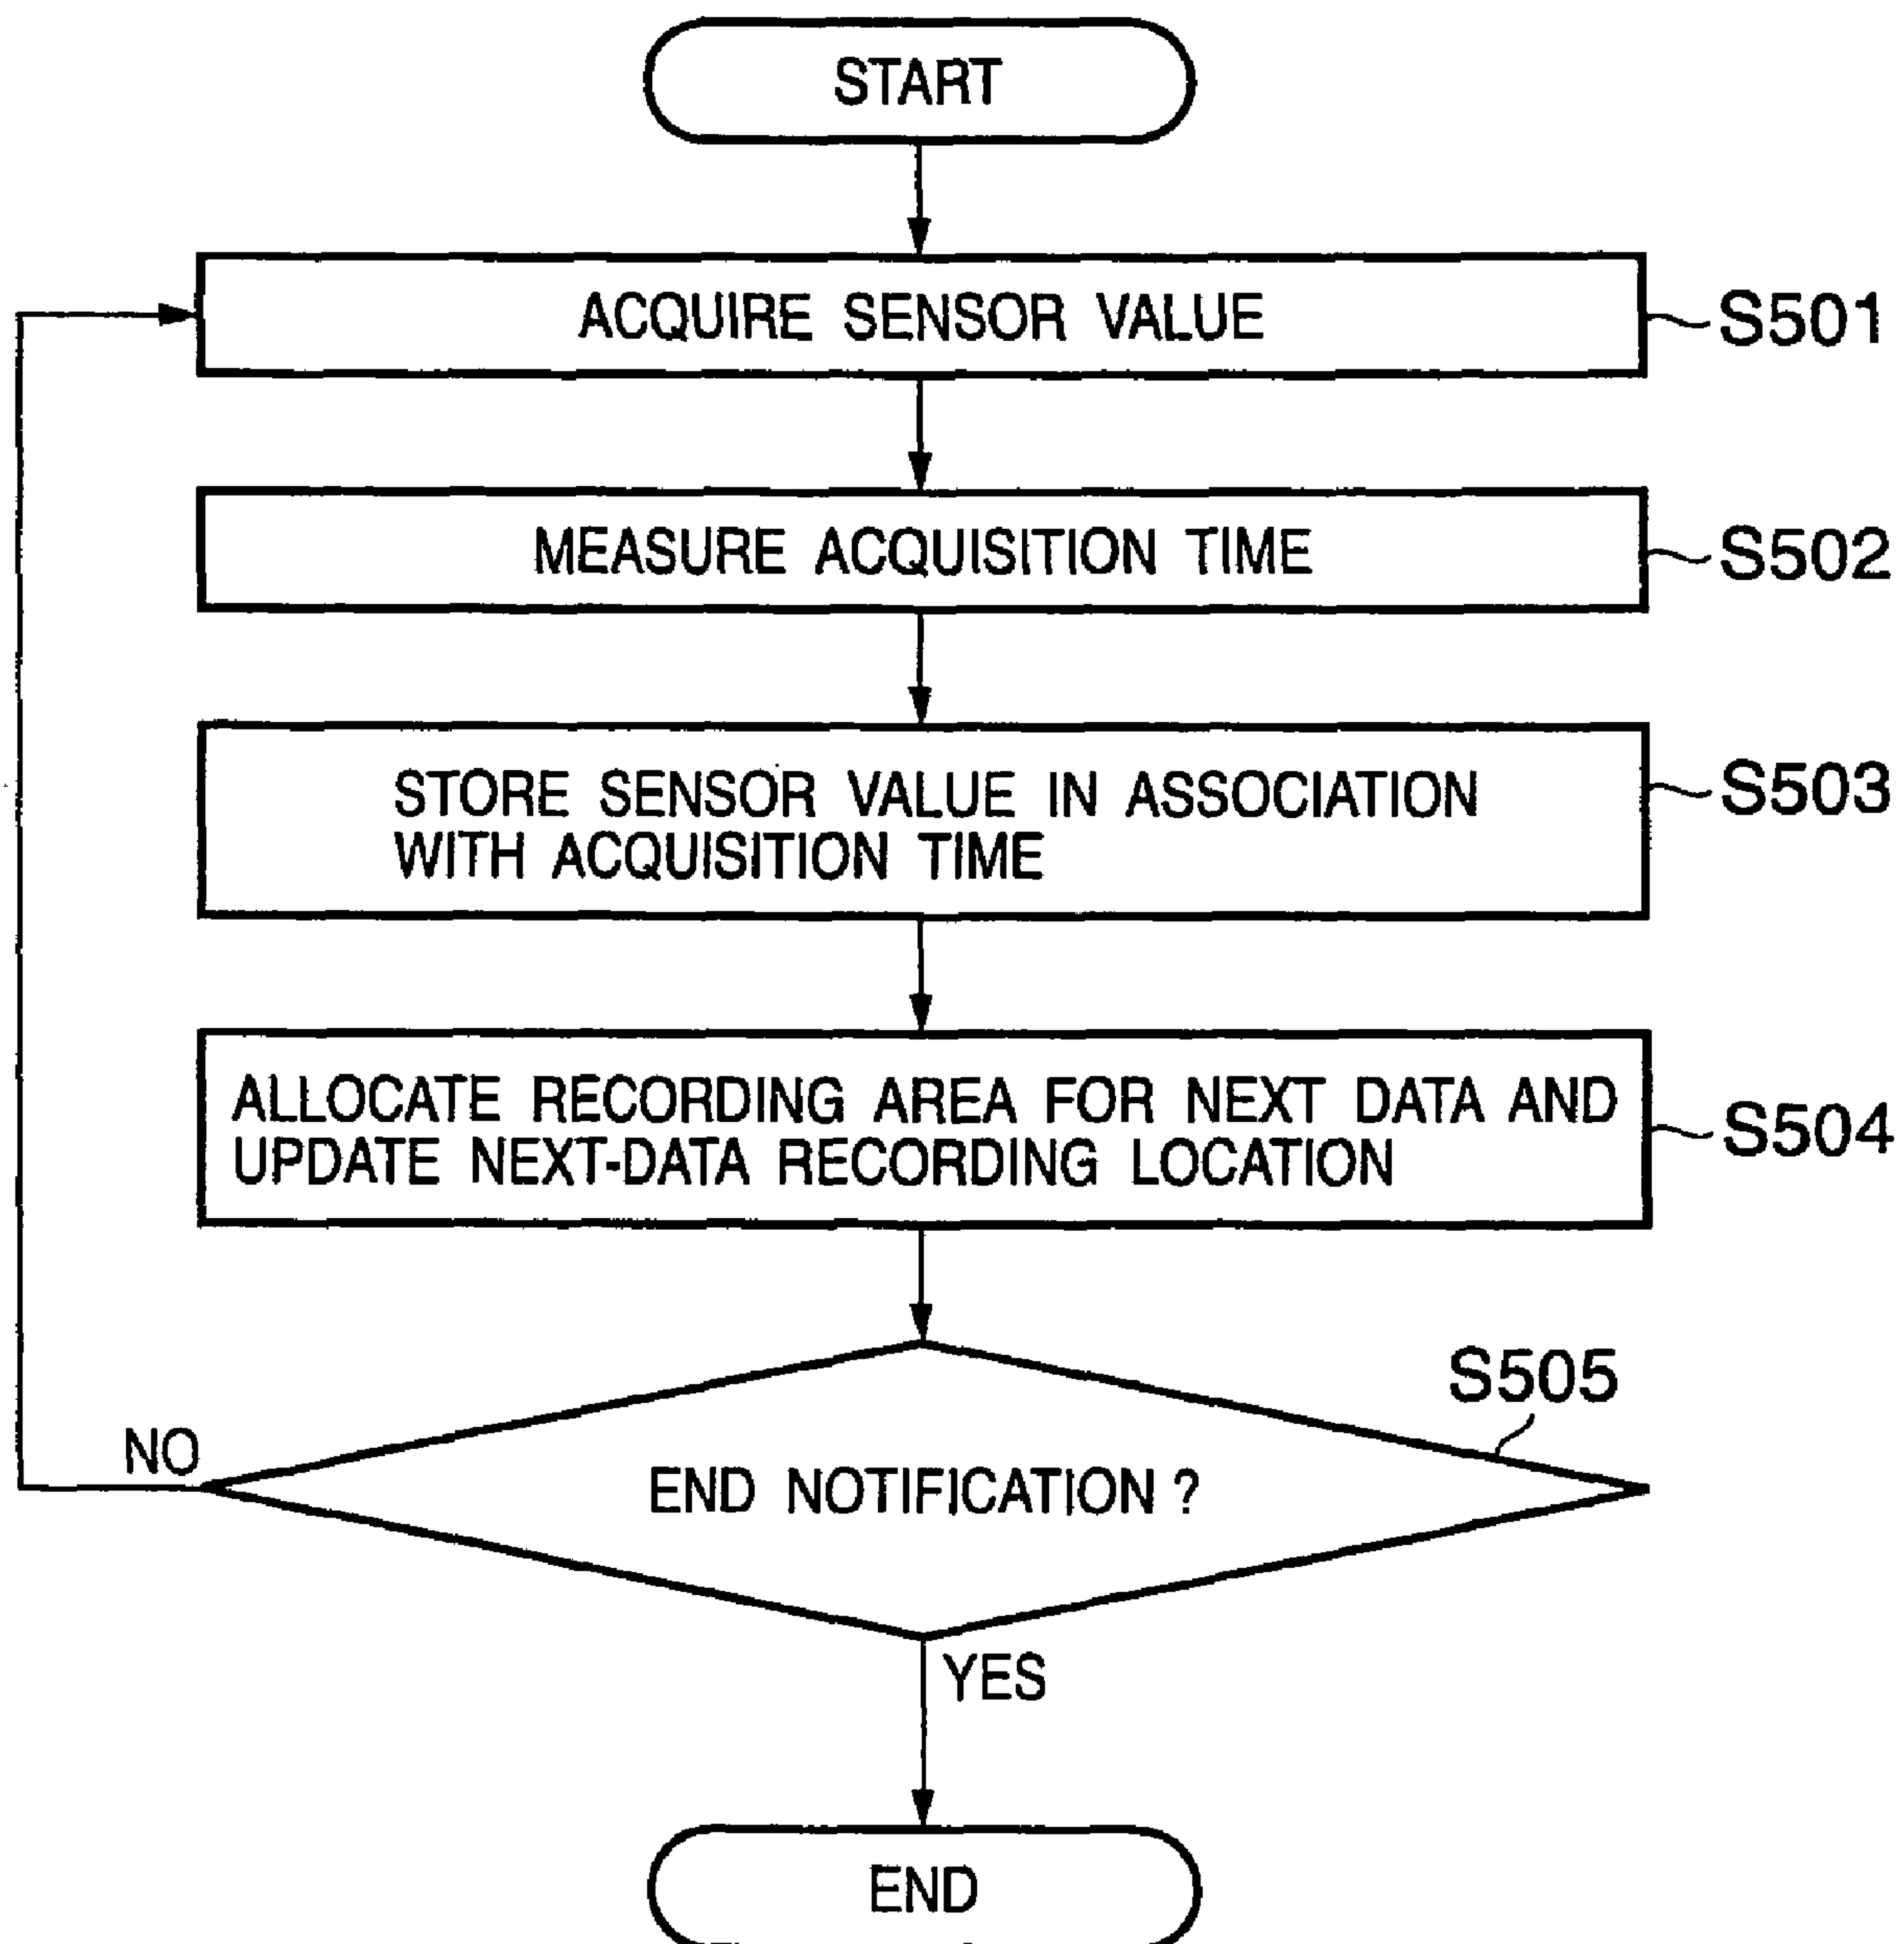 START
ACQUIRE SENSOR VALUE
S501
MEASURE ACQUISITION TIME
S502
STORE SENSOR VALUE IN ASSOCIATION
WITH ACQUISITION TIME
S503
ALLOCATE RECORDING AREA FOR NEXT DATA AND
UPDATE NEXT-DATA RECORDING LOCATION
S504
S505
NO
END NOTIFICATION ?
YES
END